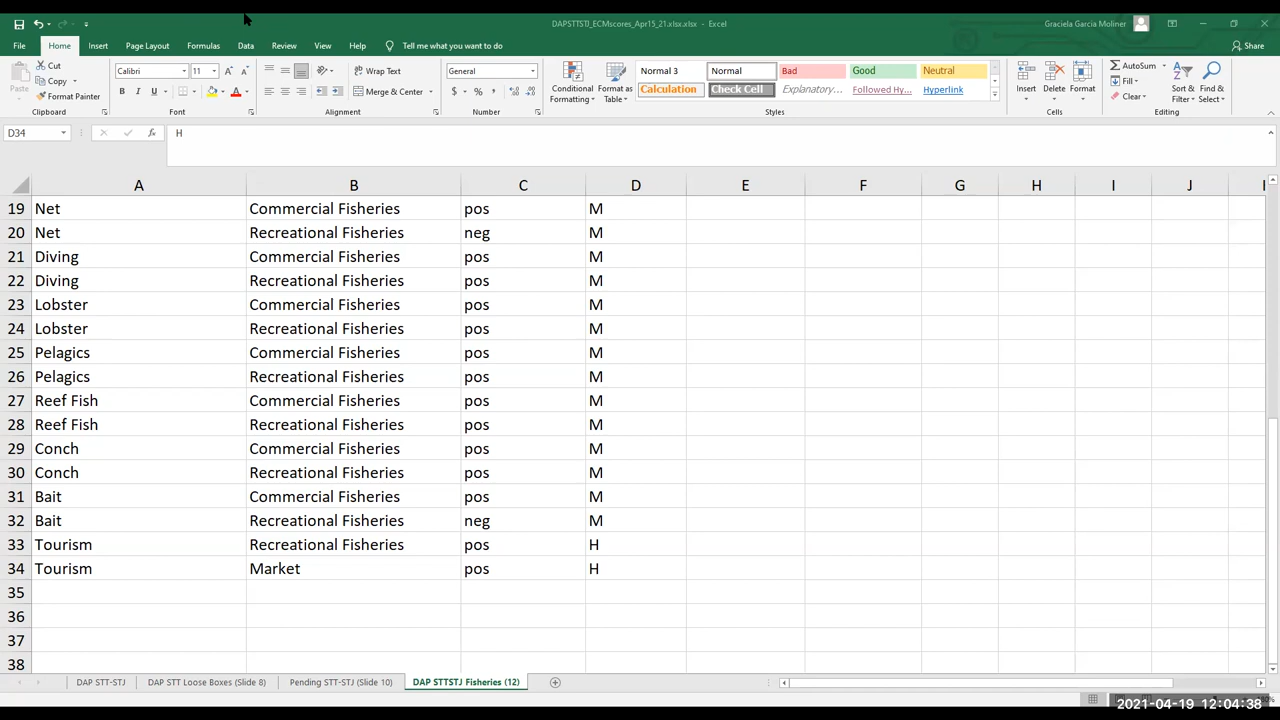 DAPSTTSTJ_ECMscores_Apr15_21.xlsx.xlsx - Excel
Graciela Garcia Moliner
File Home Insert Page Layout Formulas Data Review View Help Tell me what you want to do Share
Paste Cut Copy Format Painter Clipboard
Calibri 11 A A B I U A Font
Wrap Text Merge & Center Alignment
General $ % , Number
Conditional Formatting Format as Table
Normal 3 Normal Bad Good Neutral
Calculation Check Cell Explanatory... Followed Hy... Hyperlink
Styles
Insert Delete Format Cells
AutoSum Fill Clear Sort & Filter Find & Select Editing
D34 fx H
A B C D E F G H I J
19 Net Commercial Fisheries pos M
20 Net Recreational Fisheries neg M
21 Diving Commercial Fisheries pos M
22 Diving Recreational Fisheries pos M
23 Lobster Commercial Fisheries pos M
24 Lobster Recreational Fisheries pos M
25 Pelagics Commercial Fisheries pos M
26 Pelagics Recreational Fisheries pos M
27 Reef Fish Commercial Fisheries pos M
28 Reef Fish Recreational Fisheries pos M
29 Conch Commercial Fisheries pos M
30 Conch Recreational Fisheries pos M
31 Bait Commercial Fisheries pos M
32 Bait Recreational Fisheries neg M
33 Tourism Recreational Fisheries pos H
34 Tourism Market pos H
35
36
37
38
DAP STT-STJ DAP STT Loose Boxes (Slide 8) Pending STT-STJ (Slide 10) DAP STTSTJ Fisheries (12)
2021-04-19 12:04:38